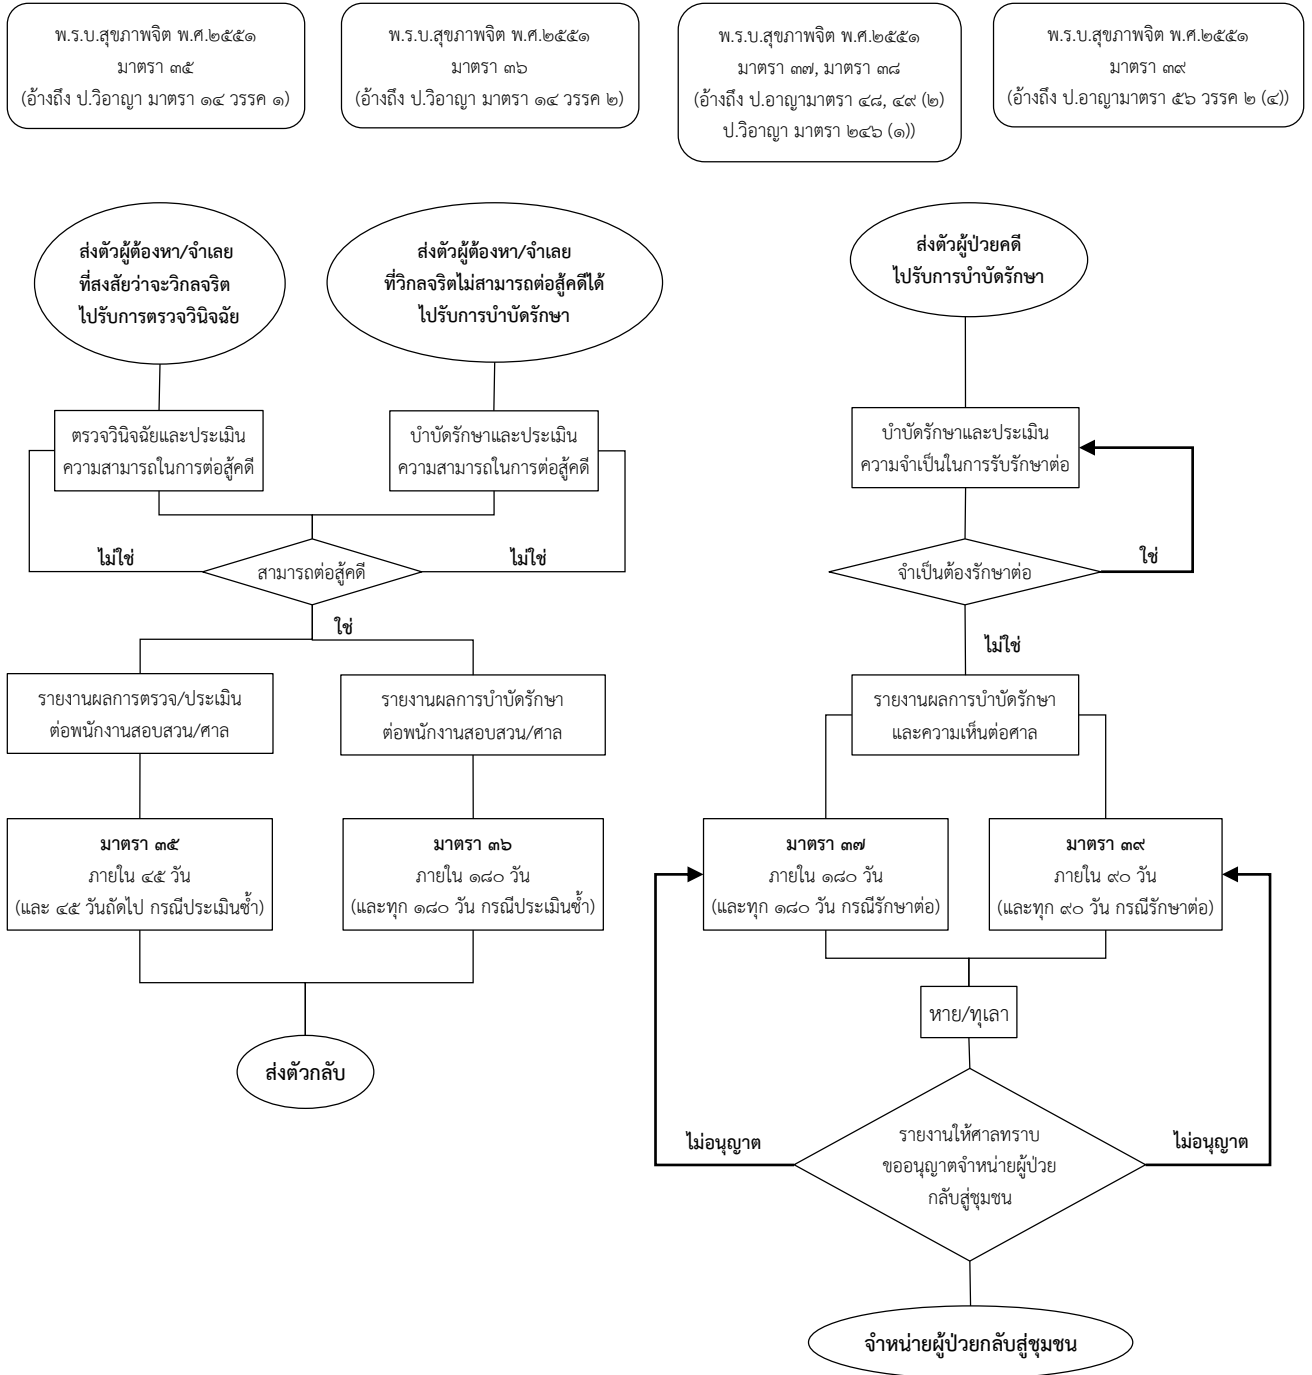 พ.ร.บ.สุขภาพจิต พ.ศ.๒๕๕๑
มาตรา ๓๕
(อ้างถึง ป.วิอาญา มาตรา ๑๔ วรรค ๑)
พ.ร.บ.สุขภาพจิต พ.ศ.๒๕๕๑
มาตรา ๓๖
(อ้างถึง ป.วิอาญา มาตรา ๑๔ วรรค ๒)
พ.ร.บ.สุขภาพจิต พ.ศ.๒๕๕๑
มาตรา ๓๗, มาตรา ๓๘
(อ้างถึง ป.อาญามาตรา ๔๘, ๔๙ (๒)
ป.วิอาญา มาตรา ๒๔๖ (๑))
พ.ร.บ.สุขภาพจิต พ.ศ.๒๕๕๑
มาตรา ๓๙
(อ้างถึง ป.อาญามาตรา ๕๖ วรรค ๒ (๔))
ส่งตัวผู้ต้องหา/จำเลย
ที่สงสัยว่าจะวิกลจริต
ไปรับการตรวจวินิจฉัย
ส่งตัวผู้ต้องหา/จำเลย
ที่วิกลจริตไม่สามารถต่อสู้คดีได้
ไปรับการบำบัดรักษา
ส่งตัวผู้ป่วยคดี
ไปรับการบำบัดรักษา
ตรวจวินิจฉัยและประเมิน
ความสามารถในการต่อสู้คดี
บำบัดรักษาและประเมิน
ความสามารถในการต่อสู้คดี
บำบัดรักษาและประเมิน
ความจำเป็นในการรับรักษาต่อ
ไม่ใช่
สามารถต่อสู้คดี
ไม่ใช่
จำเป็นต้องรักษาต่อ
ใช่
ใช่
ไม่ใช่
รายงานผลการตรวจ/ประเมิน
ต่อพนักงานสอบสวน/ศาล
รายงานผลการบำบัดรักษา
ต่อพนักงานสอบสวน/ศาล
รายงานผลการบำบัดรักษา
และความเห็นต่อศาล
มาตรา ๓๕
ภายใน ๔๕ วัน
(และ ๔๕ วันถัดไป กรณีประเมินซ้ำ)
มาตรา ๓๖
ภายใน ๑๘๐ วัน
(และทุก ๑๘๐ วัน กรณีประเมินซ้ำ)
มาตรา ๓๗
ภายใน ๑๘๐ วัน
(และทุก ๑๘๐ วัน กรณีรักษาต่อ)
มาตรา ๓๙
ภายใน ๙๐ วัน
(และทุก ๙๐ วัน กรณีรักษาต่อ)
หาย/ทุเลา
ส่งตัวกลับ
ไม่อนุญาต
รายงานให้ศาลทราบ
ขออนุญาตจำหน่ายผู้ป่วย
กลับสู่ชุมชน
ไม่อนุญาต
จำหน่ายผู้ป่วยกลับสู่ชุมชน